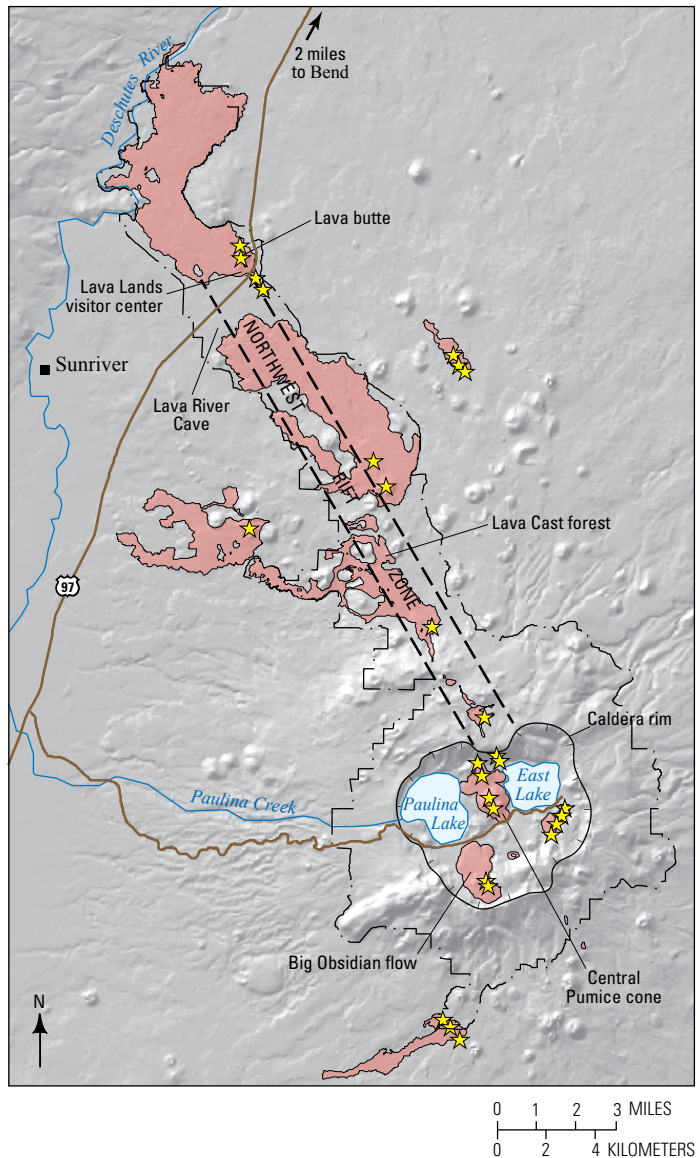 2 miles
to Bend
Deschutes River
Lava butte
Lava Lands
visitor center
NORTHWEST
RIFT
ZONE
Sunriver
Lava River
Cave
Lava Cast forest
97
Caldera rim
Paulina Creek
Paulina
Lake
East
Lake
Big Obsidian flow
Central
Pumice cone
N
0 1 2 3 MILES
0 2 4 KILOMETERS